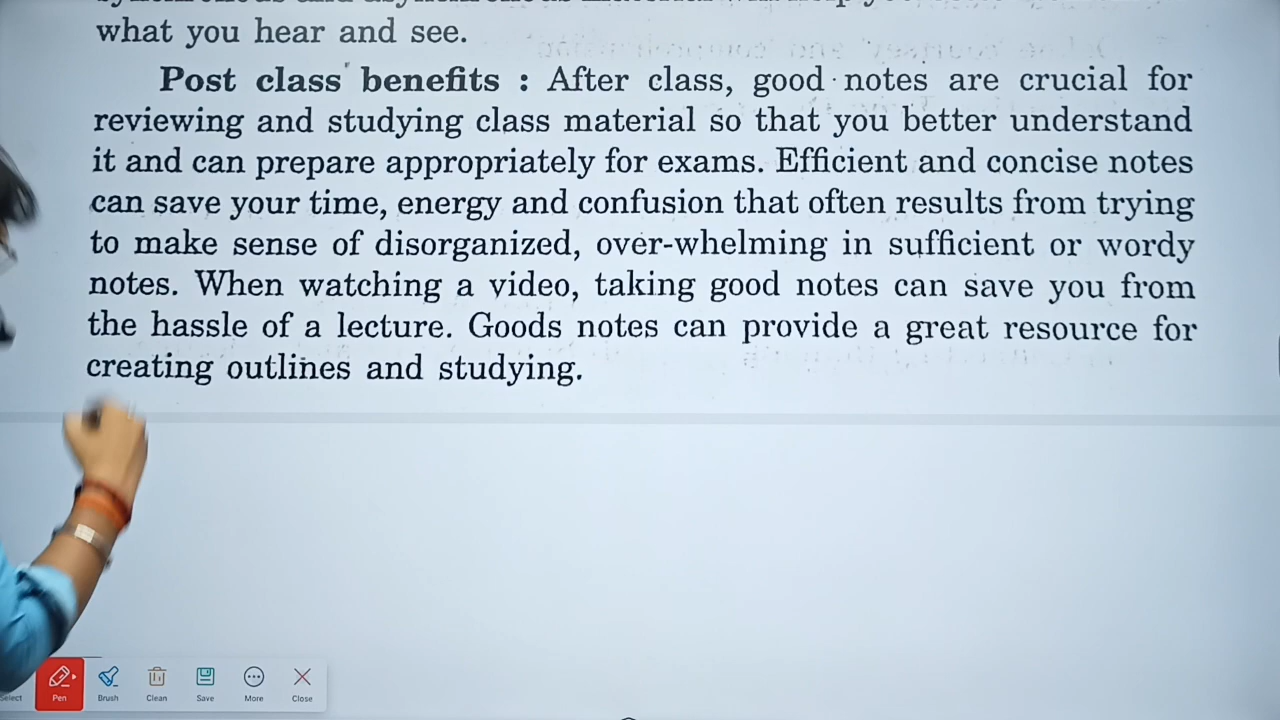 what you hear and see.
Post class benefits : After class, good notes are crucial for
reviewing and studying class material so that you better understand
it and can prepare appropriately for exams. Efficient and concise notes
can save your time, energy and confusion that often results from trying
to make sense of disorganized, over-whelming in sufficient or wordy
notes. When watching a video, taking good notes can save you from
the hassle of a lecture. Goods notes can provide a great resource for
creating outlines and studying.
Select Pen Brush Clean Save More Close